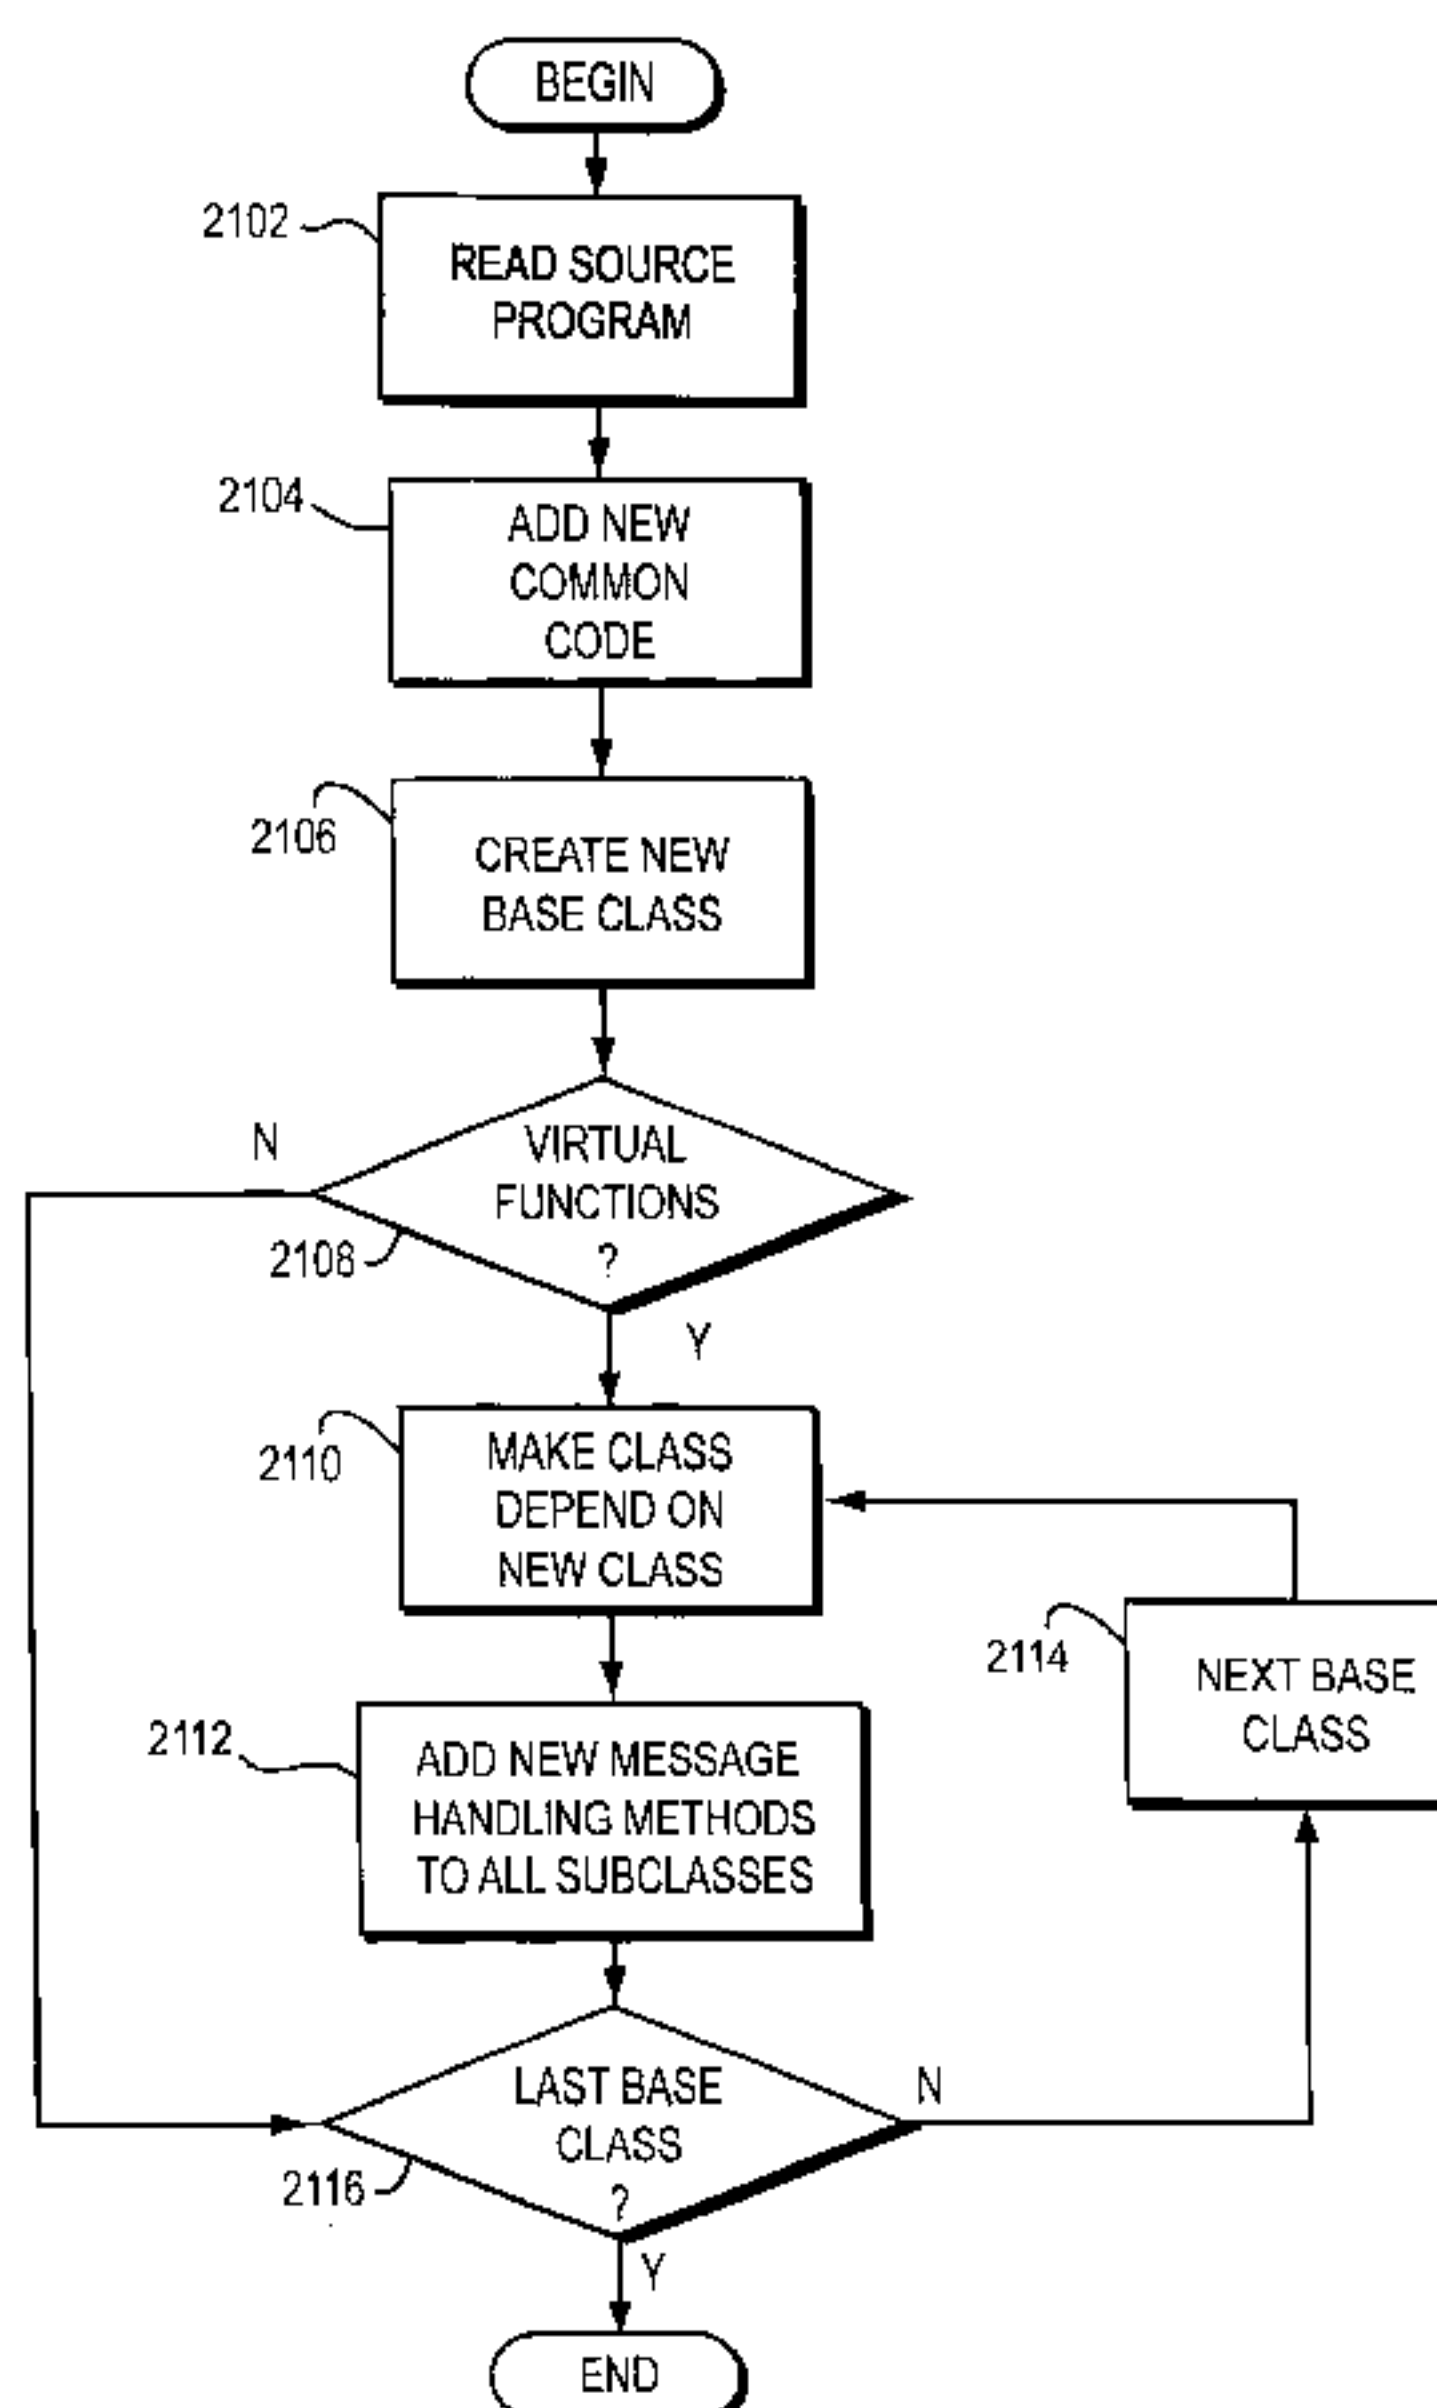 BEGIN
2102
READ SOURCE
PROGRAM
2104
ADD NEW
COMMON
CODE
2106
CREATE NEW
BASE CLASS
N
VIRTUAL
FUNCTIONS
?
2108
Y
2110
MAKE CLASS
DEPEND ON
NEW CLASS
2114
NEXT BASE
CLASS
2112
ADD NEW MESSAGE
HANDLING METHODS
TO ALL SUBCLASSES
LAST BASE
CLASS
?
N
2116
Y
END